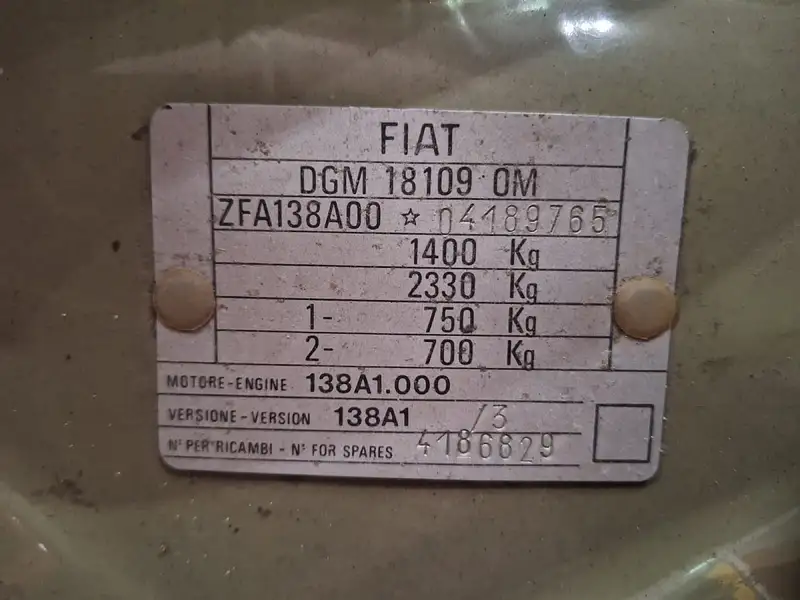 FIAT
DGM 18109 OM
ZFA138A00 ☆ 04189765
1400 Kg
2330 Kg
1- 750 Kg
2- 700 Kg
MOTORE-ENGINE 138A1.000
VERSIONE-VERSION 138A1 /3
N° PER RICAMBI - N° FOR SPARES 4186829